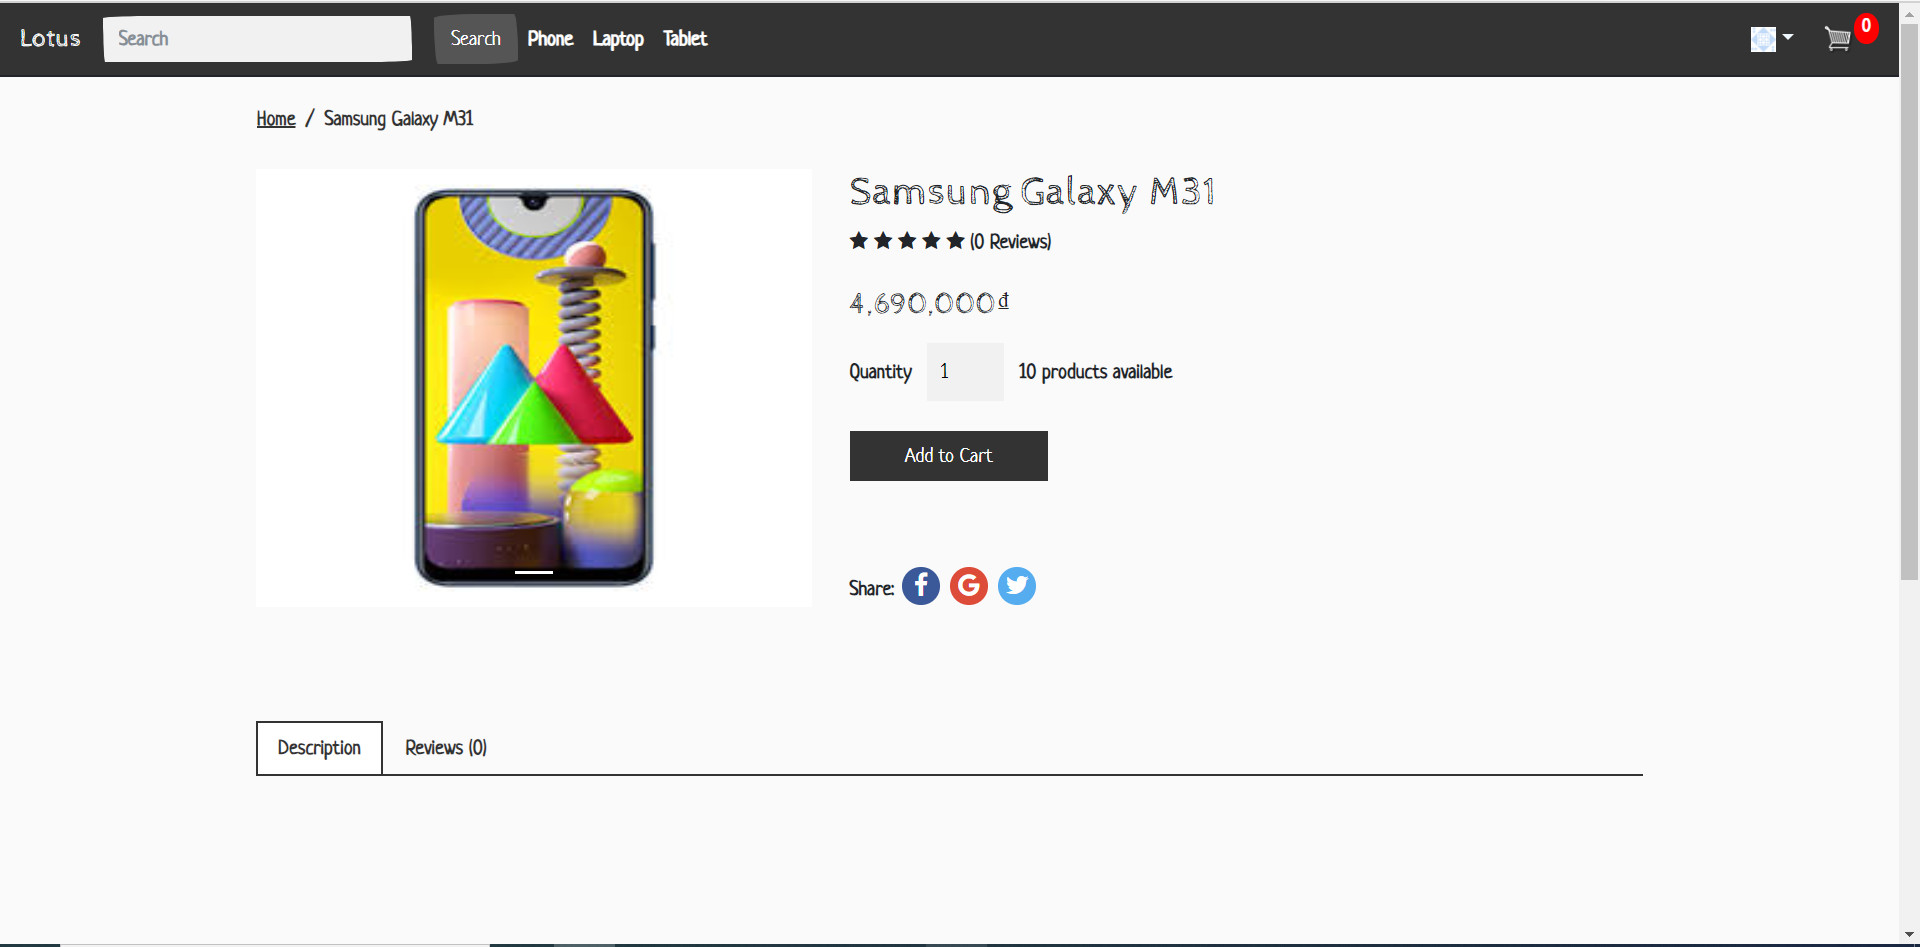 Lotus Search Search Phone Laptop Tablet 0
Home / Samsung Galaxy M31
Samsung Galaxy M31
(0 Reviews)
4,690,000₫
Quantity 1 10 products available
Add to Cart
Share:
Description Reviews (0)